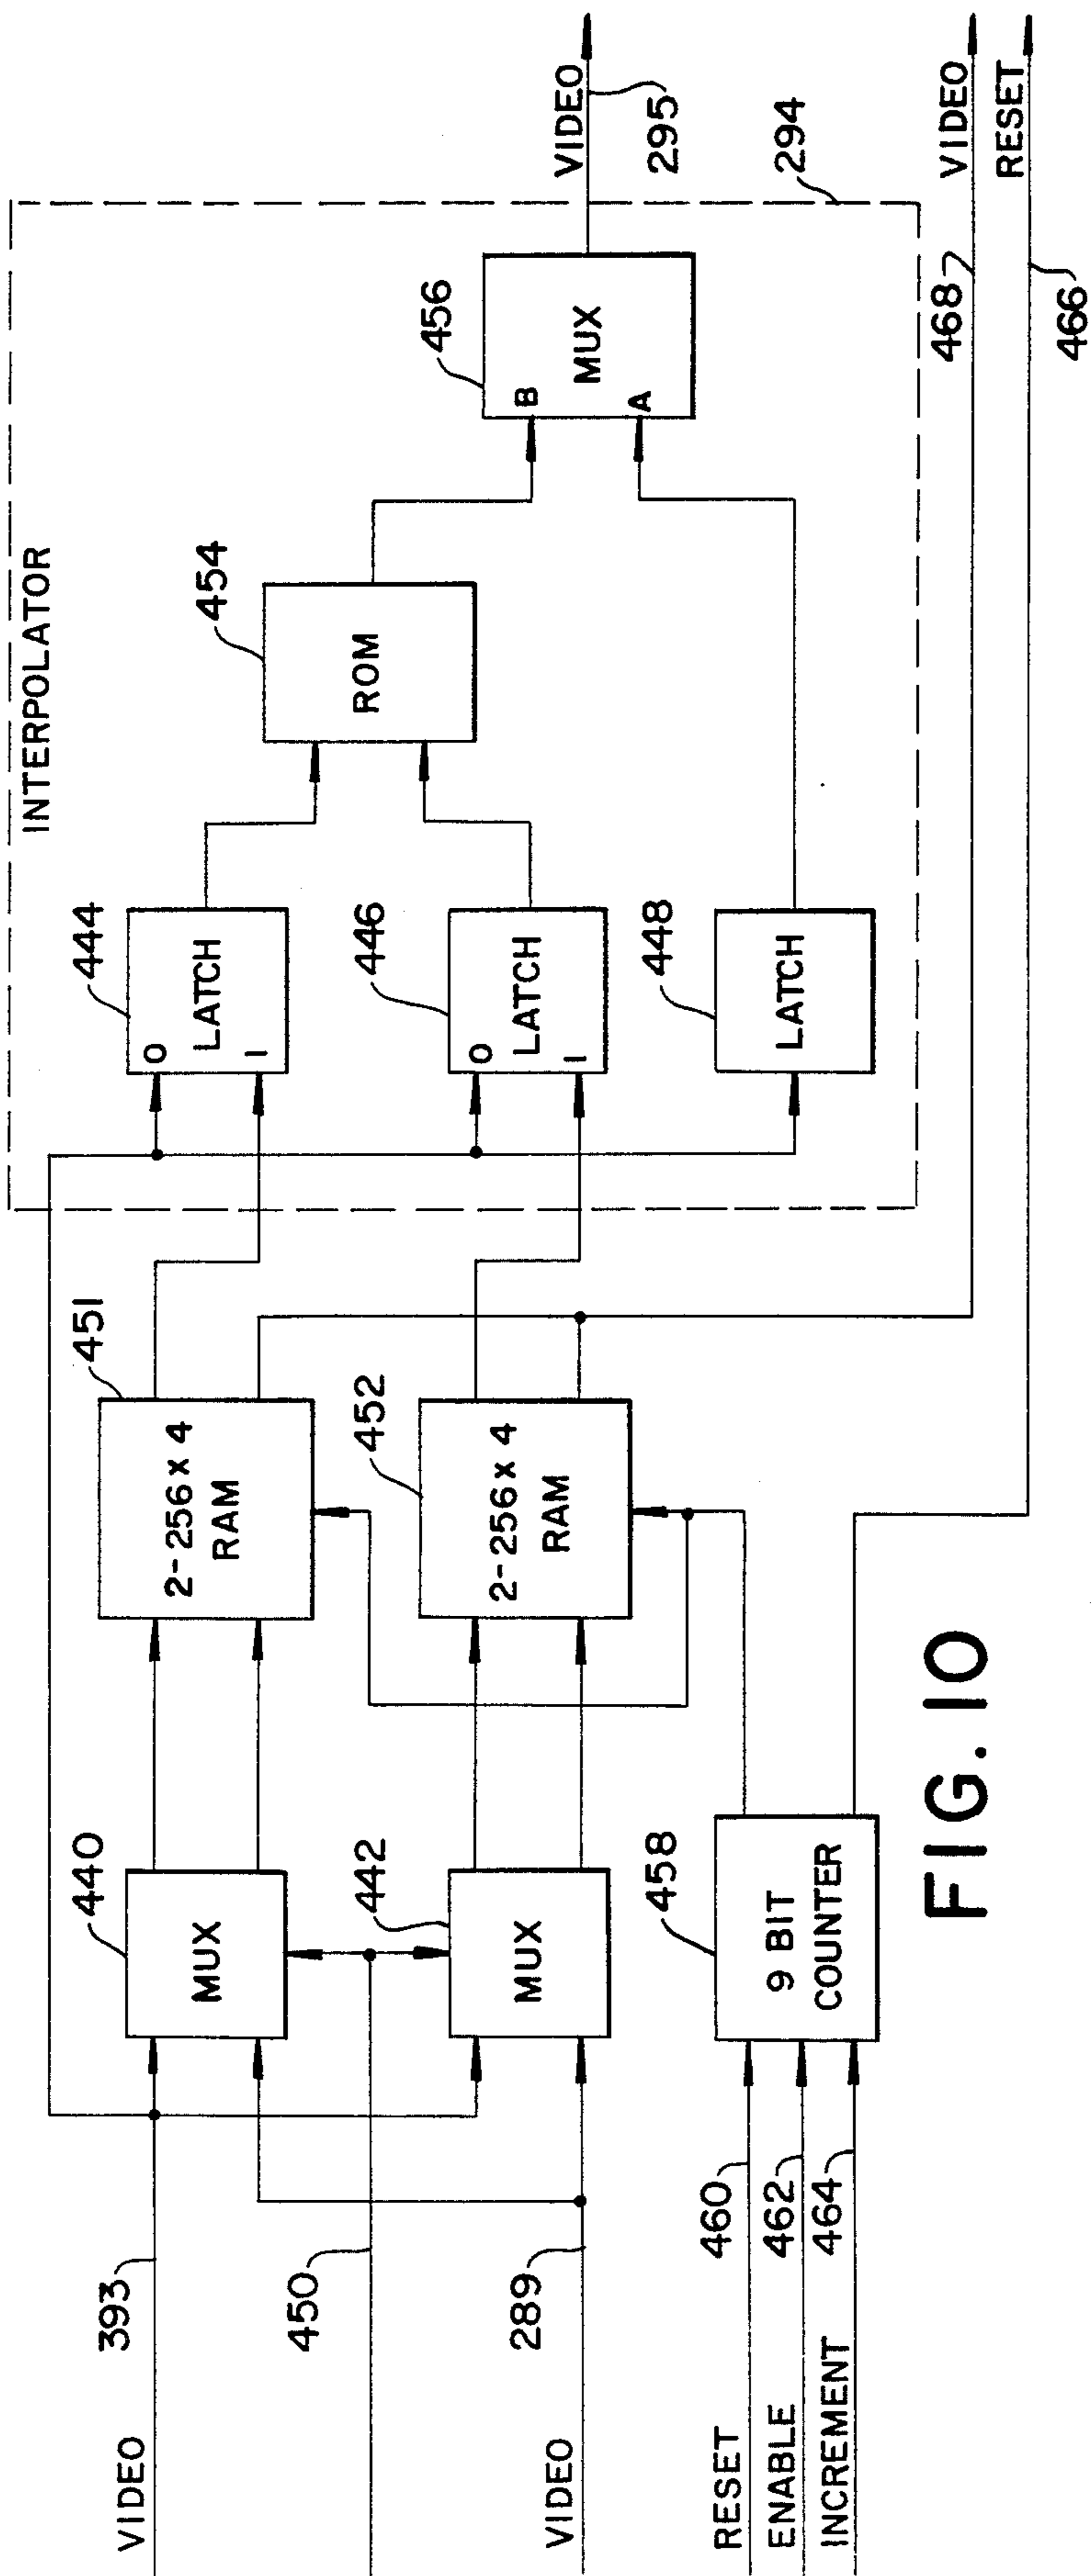 VIDEO
393
450
VIDEO
289
RESET
460
ENABLE
462
INCREMENT
464
440
MUX
442
MUX
458
9 BIT
COUNTER
451
2-256 x 4
RAM
452
2-256 x 4
RAM
INTERPOLATOR
444
0
LATCH
1
446
0
LATCH
1
448
LATCH
454
ROM
456
B
MUX
A
VIDEO
295
294
468
VIDEO
RESET
466
FIG. 10